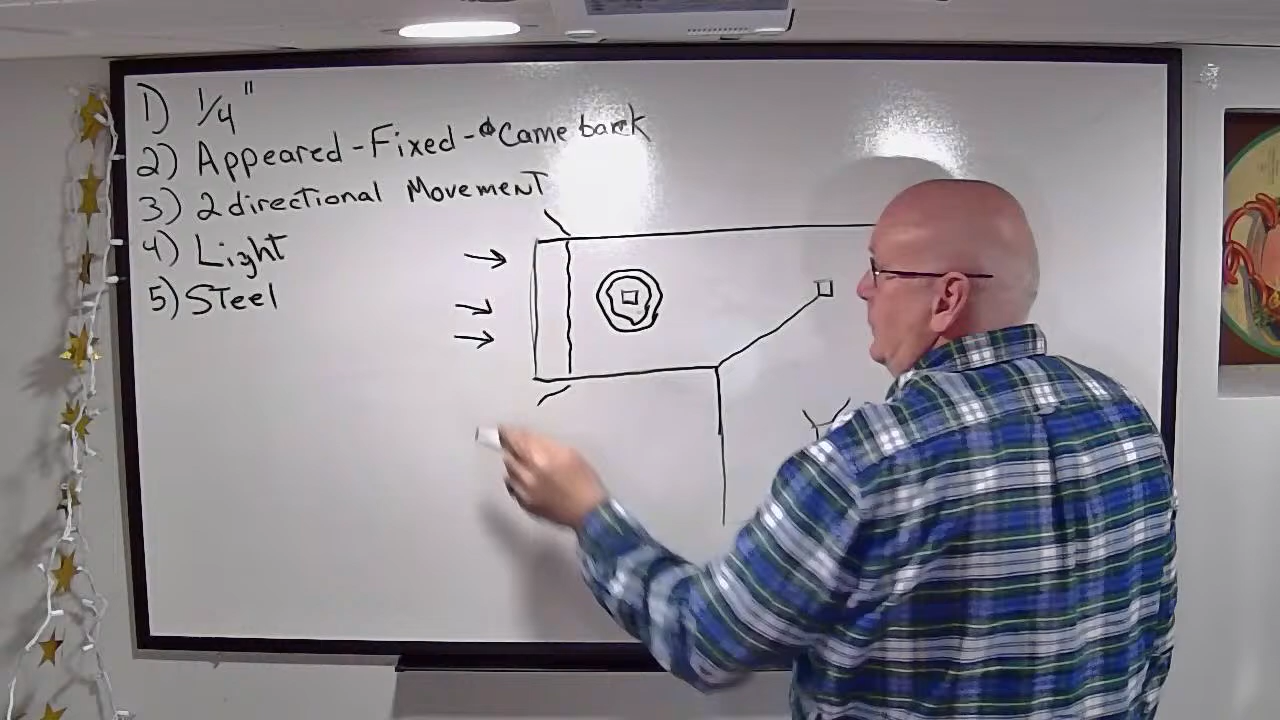 1) 1/4"
2) Appeared - Fixed - & Came back
3) 2 directional Movement
4) Light
5) Steel